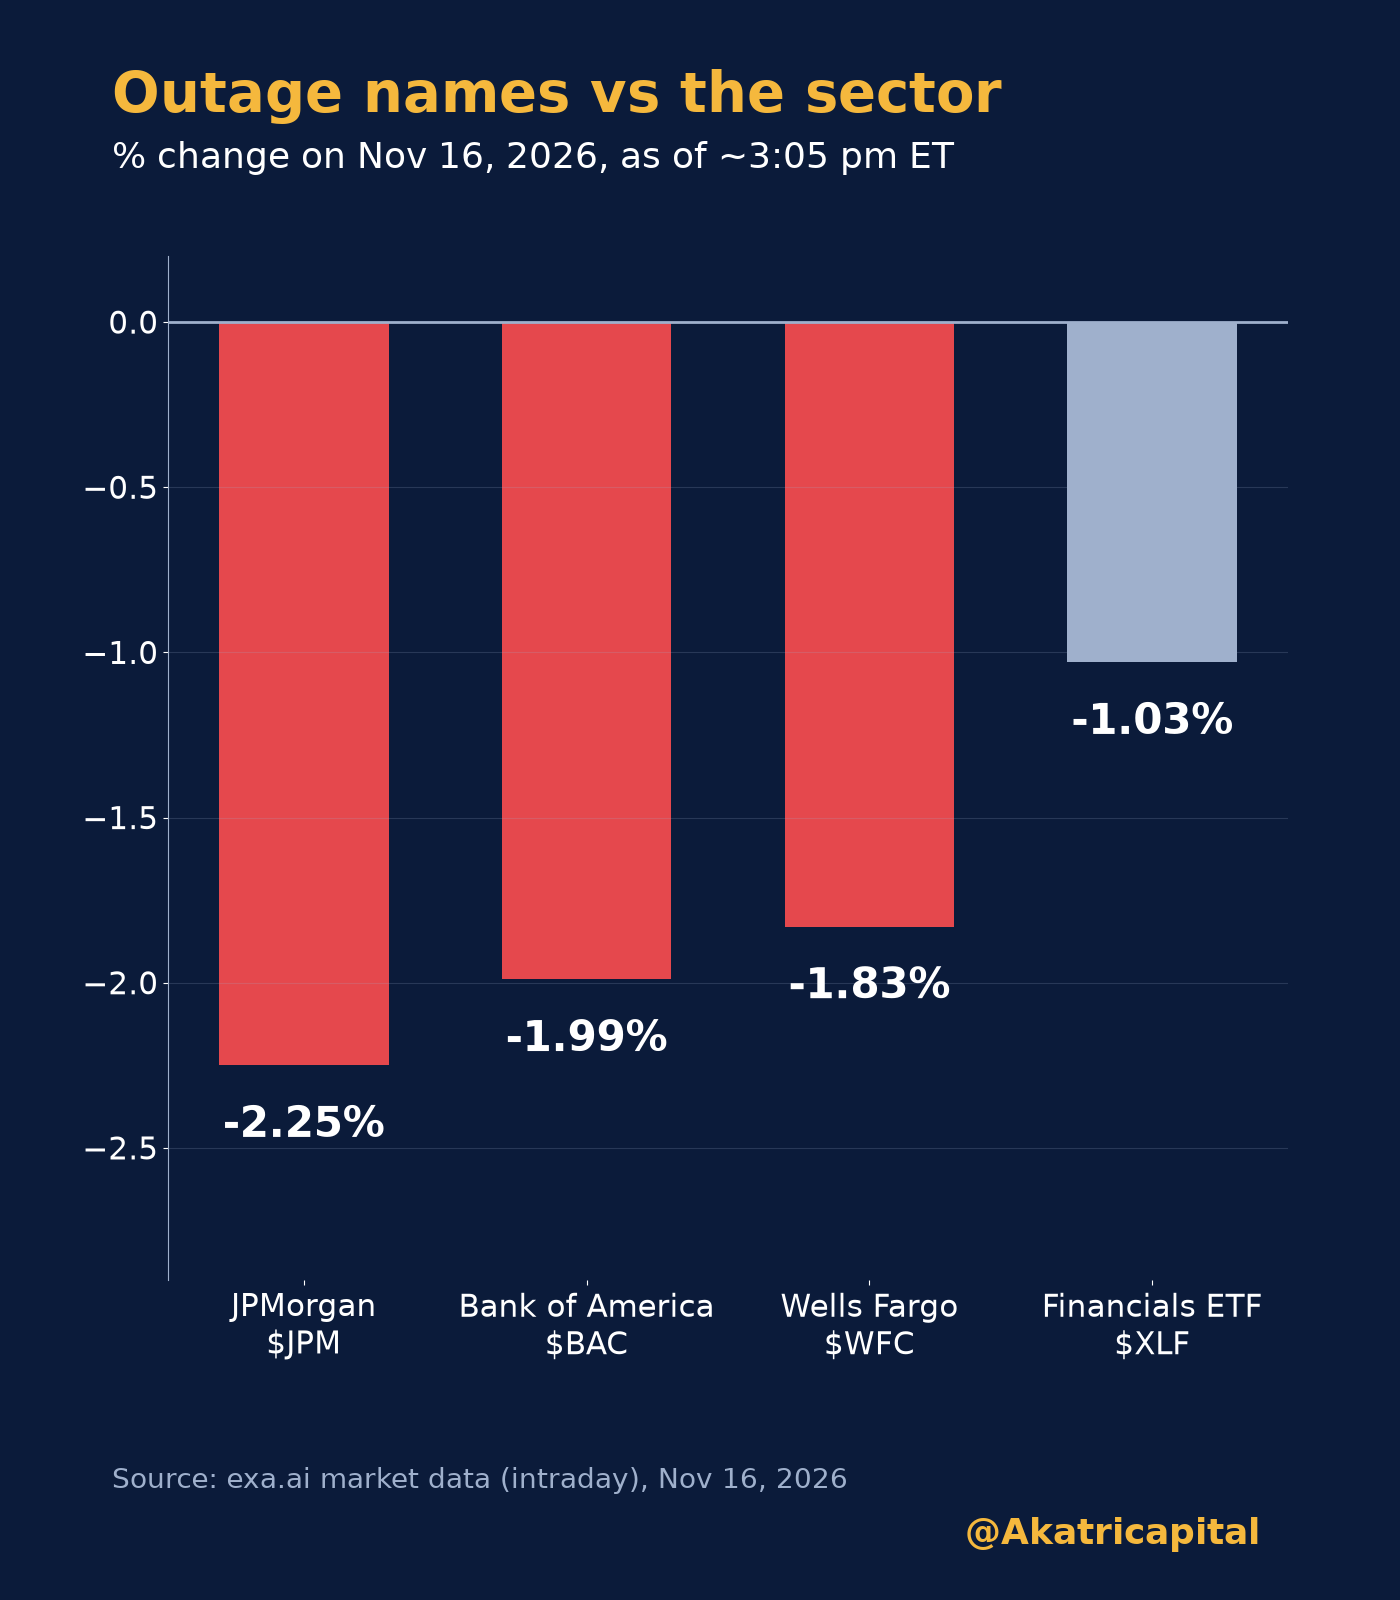 Outage names vs the sector
% change on Nov 16, 2026, as of ~3:05 pm ET
0.0
−0.5
−1.0
−1.03%
−1.5
−2.0
-1.83%
-1.99%
-2.25%
−2.5
JPMorgan
$JPM
Bank of America
$BAC
Wells Fargo
$WFC
Financials ETF
$XLF
Source: exa.ai market data (intraday), Nov 16, 2026
@Akatricapital